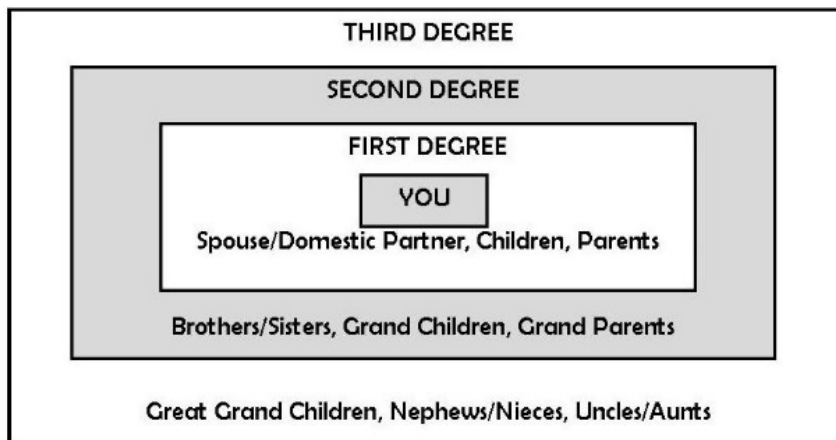 THIRD DEGREE
SECOND DEGREE
FIRST DEGREE
YOU
Spouse/Domestic Partner, Children, Parents
Brothers/Sisters, Grand Children, Grand Parents
Great Grand Children, Nephews/Nieces, Uncles/Aunts